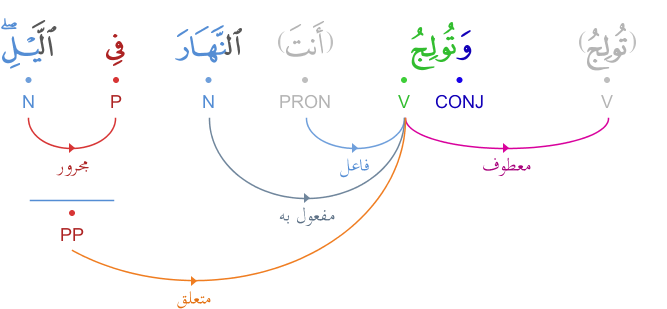 (تُولِجُ) وَتُولِجُ (أَنتَ) ٱلنَّهَارَ فِى ٱلَّيْلِ ۖ
N P N PRON V CONJ V
مجرور فاعل معطوف
مفعول به
PP
متعلق